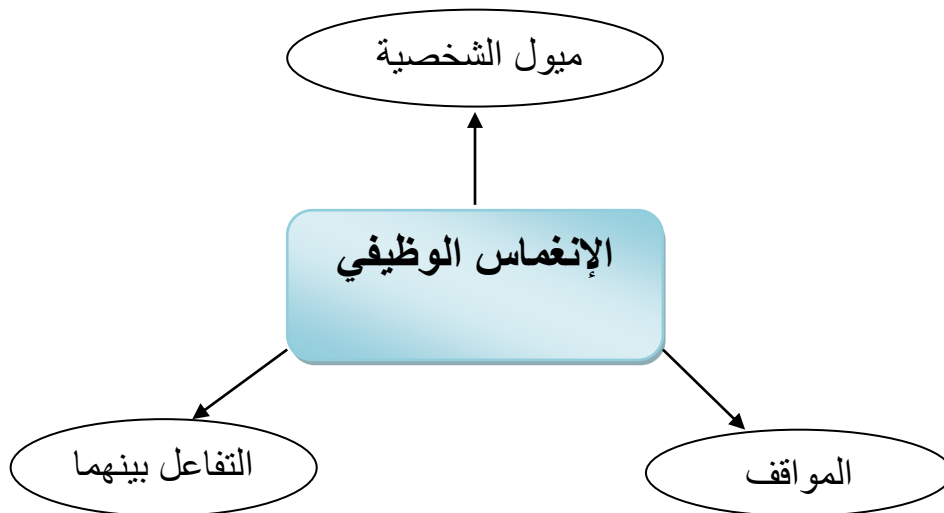 ميول الشخصية
الإنغماس الوظيفي
المواقف
التفاعل بينهما